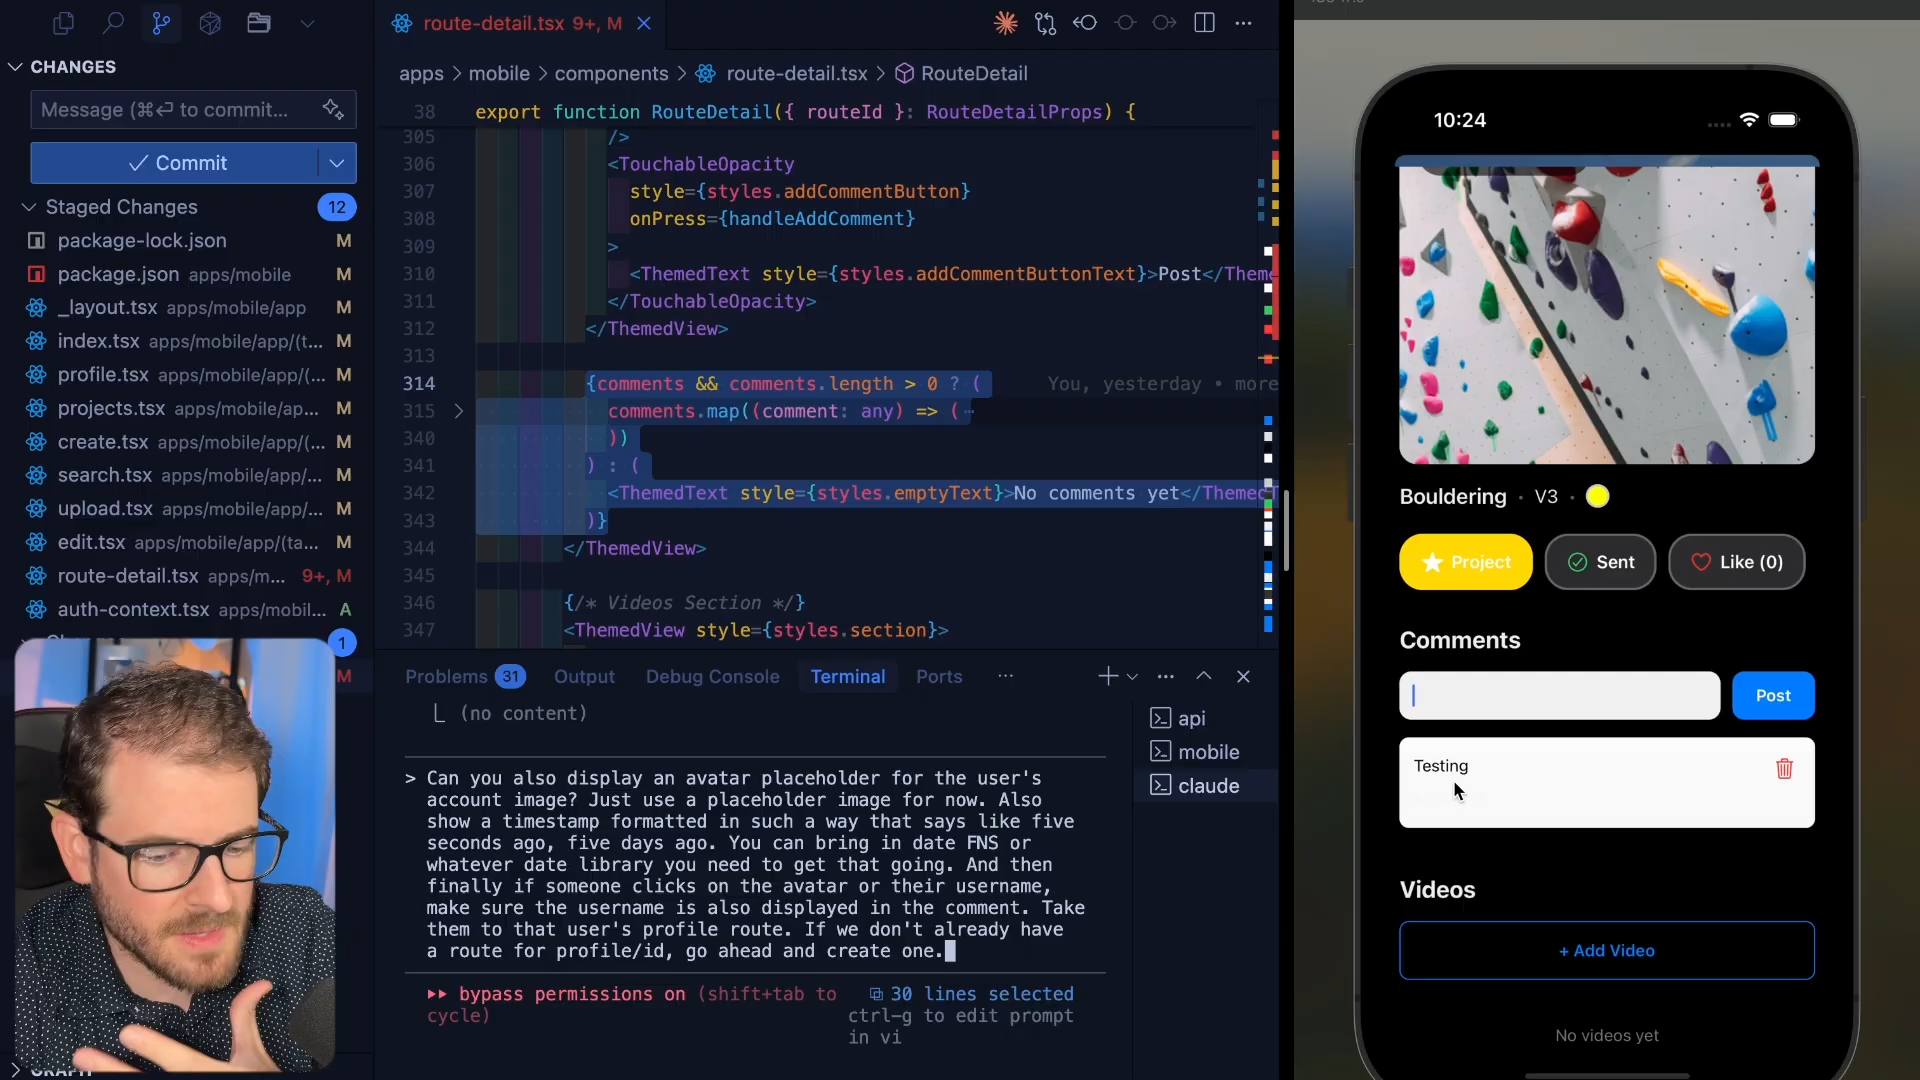 CHANGES
Message (⌘⏎ to commit...
Commit
Staged Changes
12
package-lock.json M
package.json apps/mobile M
_layout.tsx apps/mobile/app M
index.tsx apps/mobile/app/(t... M
profile.tsx apps/mobile/app/(... M
projects.tsx apps/mobile/ap... M
create.tsx apps/mobile/app/(... M
search.tsx apps/mobile/app/... M
upload.tsx apps/mobile/app/... M
edit.tsx apps/mobile/app/(ta... M
route-detail.tsx apps/m... 9+, M
auth-context.tsx apps/mobil... A
1
M
route-detail.tsx 9+, M
apps > mobile > components > route-detail.tsx > RouteDetail
38 export function RouteDetail({ routeId }: RouteDetailProps) {
305 />
306 <TouchableOpacity
307 style={styles.addCommentButton}
308 onPress={handleAddComment}
309 >
310 <ThemedText style={styles.addCommentButtonText}>Post</Theme
311 </TouchableOpacity>
312 </ThemedView>
313
314 {comments && comments.length > 0 ? ( You, yesterday • more
315 comments.map((comment: any) => (⋯
340 ))
341 ) : (
342 <ThemedText style={styles.emptyText}>No comments yet</ThemedT
343 )}
344 </ThemedView>
345
346 {/* Videos Section */}
347 <ThemedView style={styles.section}>
Problems 31 Output Debug Console Terminal Ports
⎿ (no content)
> Can you also display an avatar placeholder for the user's
account image? Just use a placeholder image for now. Also
show a timestamp formatted in such a way that says like five
seconds ago, five days ago. You can bring in date FNS or
whatever date library you need to get that going. And then
finally if someone clicks on the avatar or their username,
make sure the username is also displayed in the comment. Take
them to that user's profile route. If we don't already have
a route for profile/id, go ahead and create one.
bypass permissions on (shift+tab to
cycle)
30 lines selected
ctrl-g to edit prompt
in vi
api
mobile
claude
10:24
Bouldering · V3 ·
Project
Sent
Like (0)
Comments
Post
Testing
Videos
+ Add Video
No videos yet